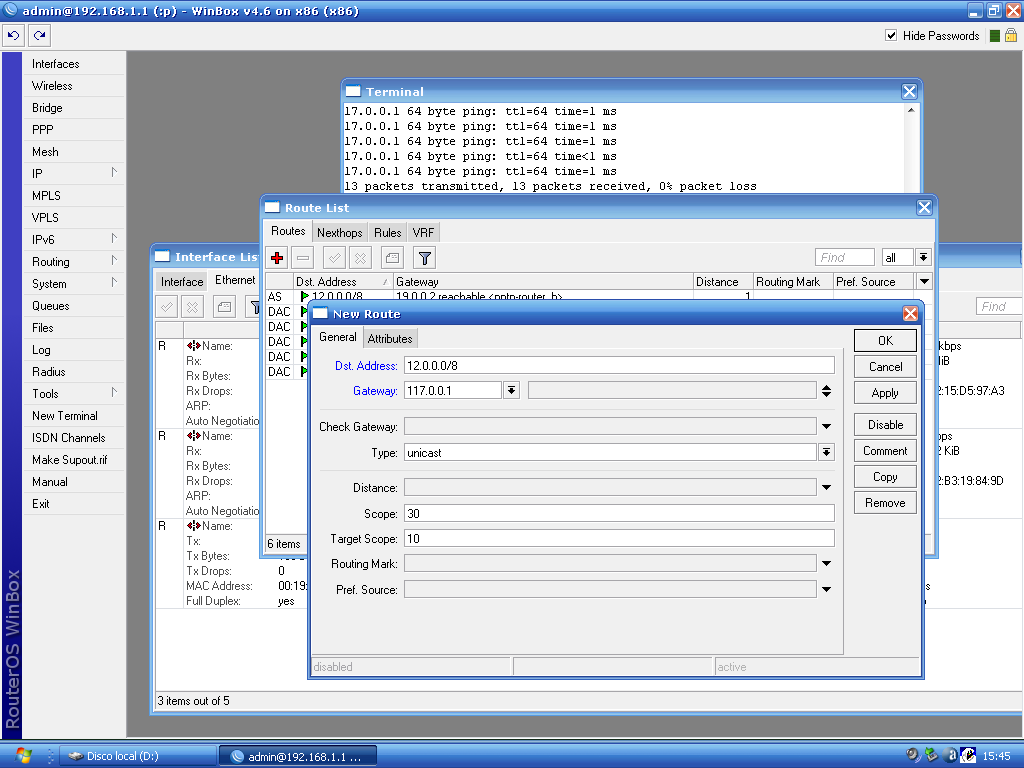 admin@192.168.1.1 (:p) - WinBox v4.6 on x86 (x86)
Hide Passwords
Interfaces
Wireless
Bridge
PPP
Mesh
IP
MPLS
VPLS
IPv6
Routing
System
Queues
Files
Log
Radius
Tools
New Terminal
ISDN Channels
Make Supout.rif
Manual
Exit
RouterOS WinBox
Terminal
17.0.0.1 64 byte ping: ttl=64 time=1 ms
17.0.0.1 64 byte ping: ttl=64 time=1 ms
17.0.0.1 64 byte ping: ttl=64 time=1 ms
17.0.0.1 64 byte ping: ttl=64 time<1 ms
17.0.0.1 64 byte ping: ttl=64 time=1 ms
13 packets transmitted, 13 packets received, 0% packet loss
Route List
Routes Nexthops Rules VRF
Find all
Dst. Address Gateway Distance Routing Mark Pref. Source
AS 12.0.0.0/8 19.0.0.2 reachable <pptp-router_b> 1
DAC
DAC
DAC
DAC
DAC
6 items
Interface List
Interface Ethernet
Find
R Name: kbps
Rx:
Rx Bytes:
Rx Drops: 2:15:D5:97:A3
ARP:
Auto Negotiatio
R Name:
Rx: KiB
Rx Bytes:
Rx Drops: 2:B3:19:84:9D
ARP:
Auto Negotiatio
R Name:
Tx:
Tx Bytes:
Tx Drops: 0
MAC Address: 00:19:
Full Duplex: yes
3 items out of 5
New Route
General Attributes
Dst. Address: 12.0.0.0/8
Gateway: 117.0.0.1
Check Gateway:
Type: unicast
Distance:
Scope: 30
Target Scope: 10
Routing Mark:
Pref. Source:
OK
Cancel
Apply
Disable
Comment
Copy
Remove
disabled active
Disco local (D:) admin@192.168.1.1 ... 15:45